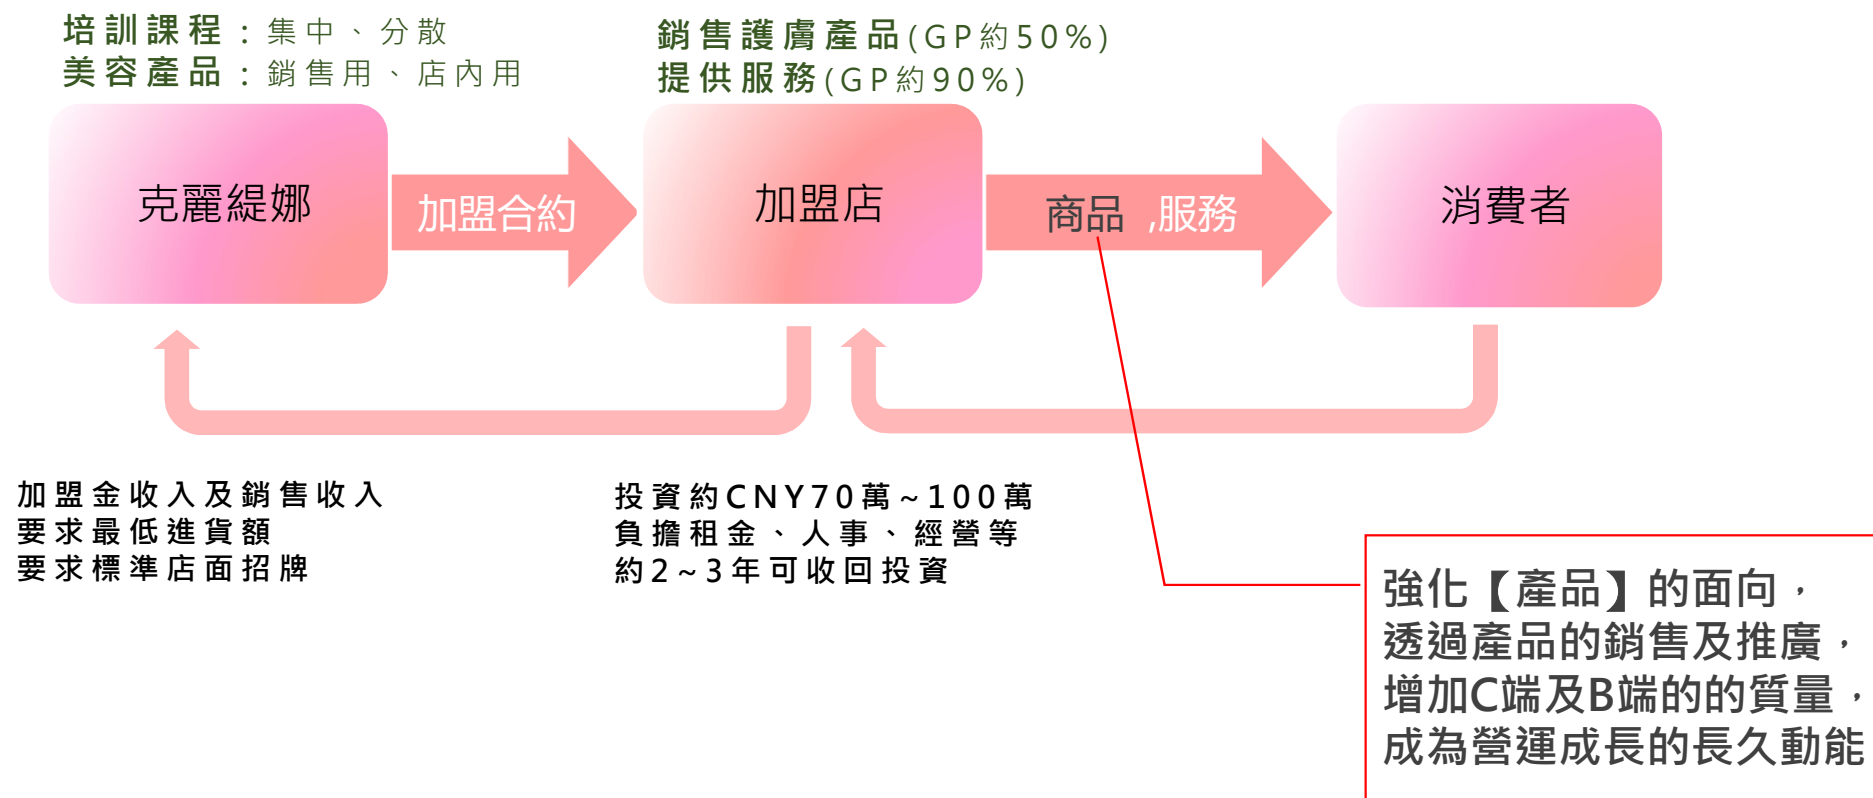 培訓課程：集中、分散
美容產品：銷售用、店內用
銷售護膚產品(GP約50%)
提供服務(GP約90%)
克麗緹娜
加盟合約
加盟店
商品 ,服務
消費者
加盟金收入及銷售收入
要求最低進貨額
要求標準店面招牌
投資約CNY70萬~100萬
負擔租金、人事、經營等
約2~3年可收回投資
強化【產品】的面向，
透過產品的銷售及推廣，
增加C端及B端的的質量，
成為營運成長的長久動能